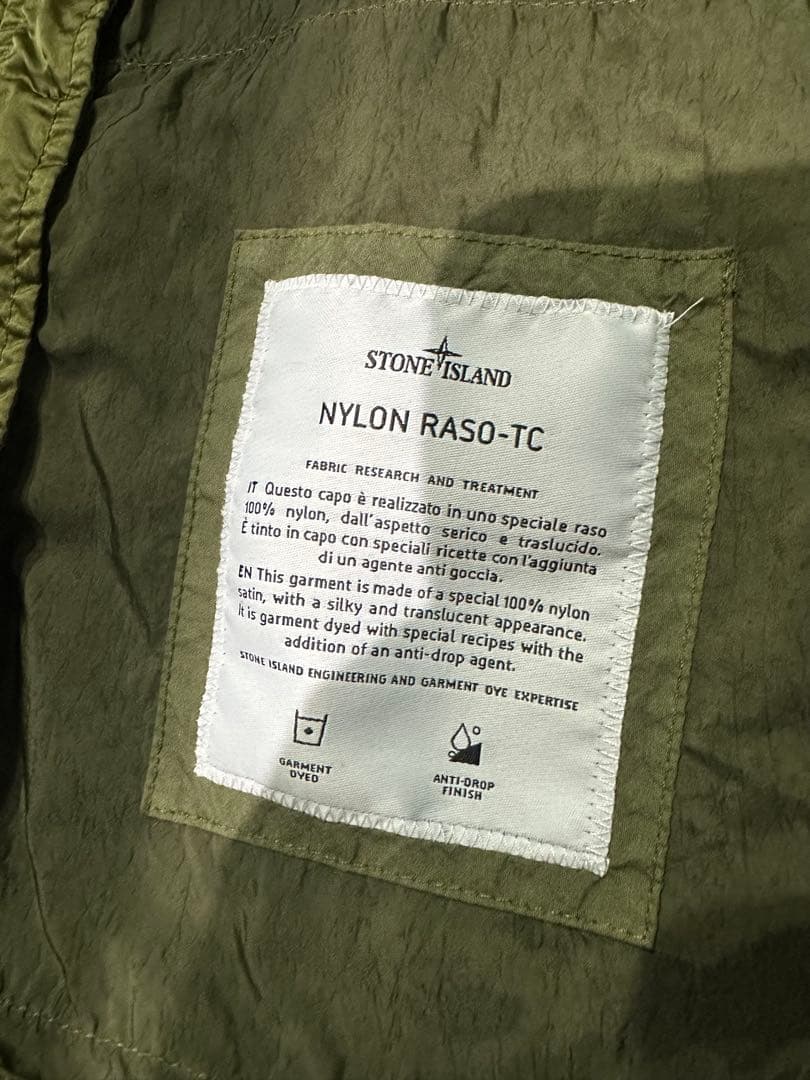 STONE ISLAND
NYLON RASO-TC
FABRIC RESEARCH AND TREATMENT
IT Questo capo è realizzato in uno speciale raso
100% nylon, dall'aspetto serico e traslucido.
È tinto in capo con speciali ricette con l'aggiunta
di un agente anti goccia.
EN This garment is made of a special 100% nylon
satin, with a silky and translucent appearance.
It is garment dyed with special recipes with the
addition of an anti-drop agent.
STONE ISLAND ENGINEERING AND GARMENT DYE EXPERTISE
GARMENT
DYED
ANTI-DROP
FINISH